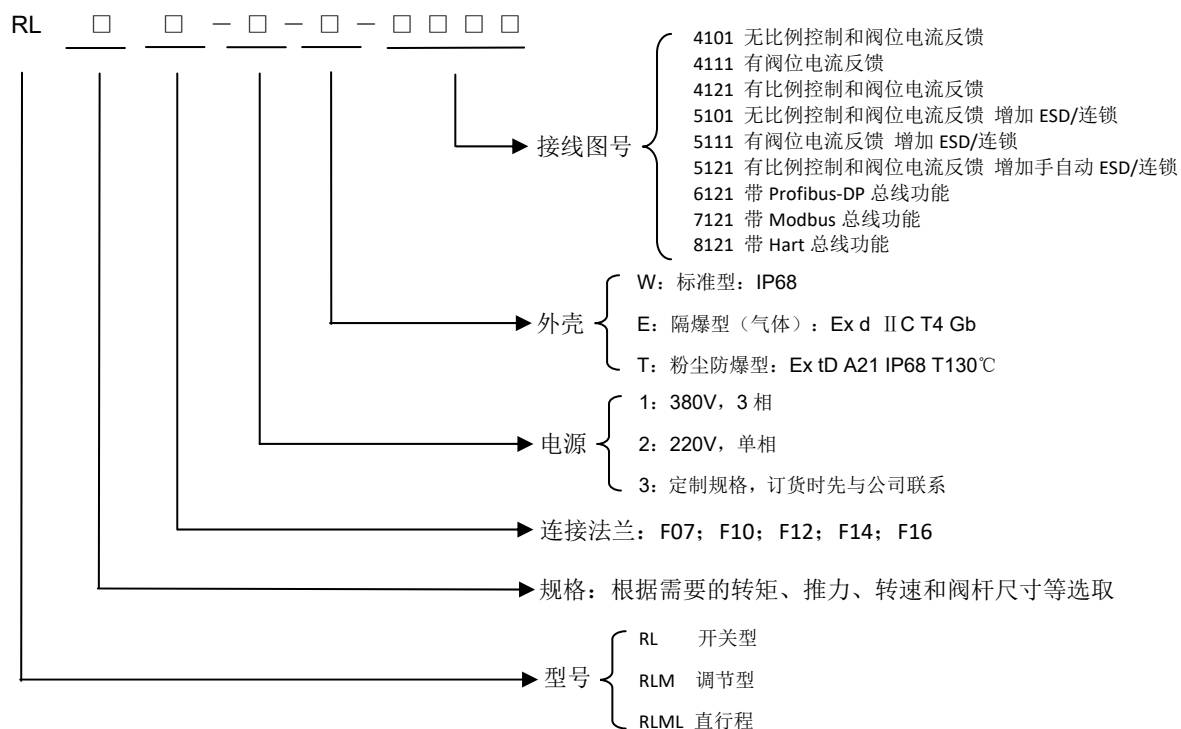 RL □ □ — □ — □ — □ □ □ □
4101 无比例控制和阀位电流反馈
4111 有阀位电流反馈
4121 有比例控制和阀位电流反馈
5101 无比例控制和阀位电流反馈 增加 ESD/连锁
5111 有阀位电流反馈 增加 ESD/连锁
5121 有比例控制和阀位电流反馈 增加手自动 ESD/连锁
6121 带 Profibus-DP 总线功能
7121 带 Modbus 总线功能
8121 带 Hart 总线功能
接线图号
W：标准型：IP68
E：隔爆型（气体）：Ex d ⅡC T4 Gb
T：粉尘防爆型：Ex tD A21 IP68 T130℃
外壳
1：380V，3 相
2：220V，单相
3：定制规格，订货时先与公司联系
电源
连接法兰：F07；F10；F12；F14；F16
规格：根据需要的转矩、推力、转速和阀杆尺寸等选取
RL 开关型
RLM 调节型
RLML 直行程
型号